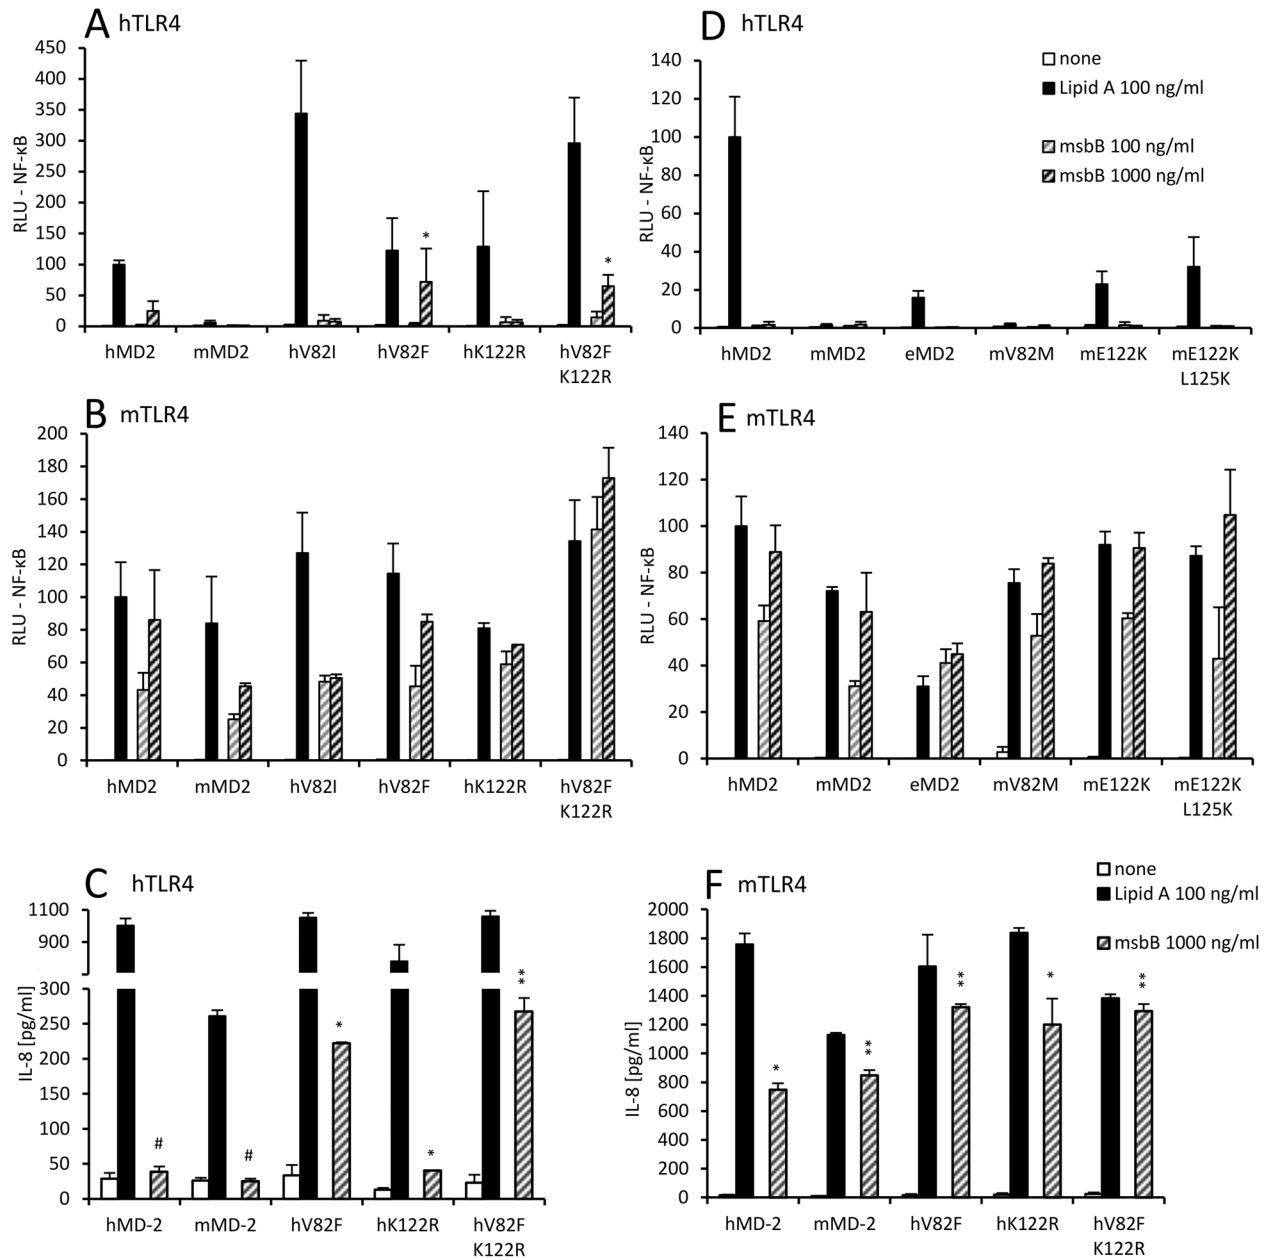 A hTLR4
RLU - NF-κB
450
400
350
300
250
200
150
100
50
0
*
*
hMD2 mMD2 hV82I hV82F hK122R hV82F
K122R
D hTLR4
none
Lipid A 100 ng/ml
msbB 100 ng/ml
msbB 1000 ng/ml
RLU - NF-κB
140
120
100
80
60
40
20
0
hMD2 mMD2 eMD2 mV82M mE122K mE122K
L125K
B mTLR4
RLU - NF-κB
200
180
160
140
120
100
80
60
40
20
0
hMD2 mMD2 hV82I hV82F hK122R hV82F
K122R
E mTLR4
RLU - NF-κB
140
120
100
80
60
40
20
0
hMD2 mMD2 eMD2 mV82M mE122K mE122K
L125K
C hTLR4
IL-8 [pg/ml]
1100
900
300
250
200
150
100
50
0
# # * * **
hMD-2 mMD-2 hV82F hK122R hV82F
K122R
F mTLR4
none
Lipid A 100 ng/ml
msbB 1000 ng/ml
IL-8 [pg/ml]
2000
1800
1600
1400
1200
1000
800
600
400
200
0
* ** ** * **
hMD-2 mMD-2 hV82F hK122R hV82F
K122R